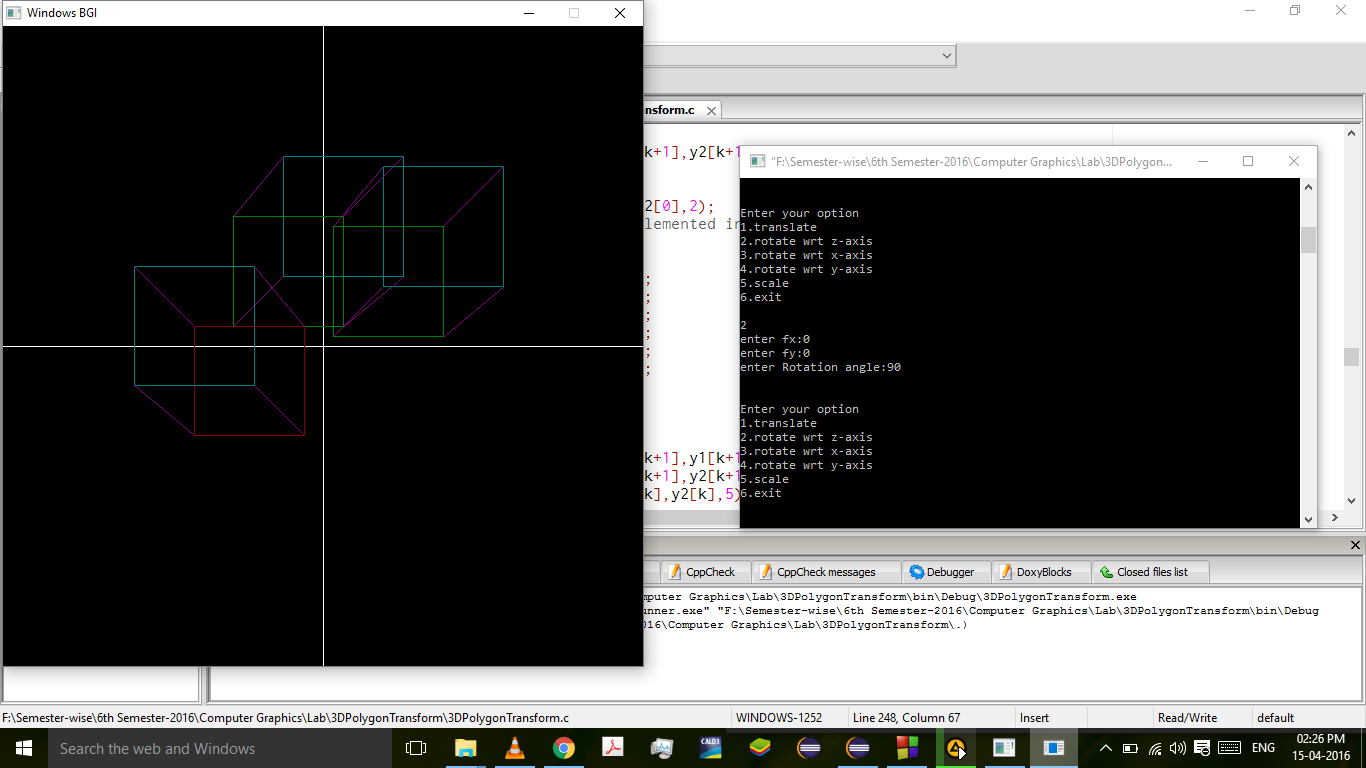 Windows BGI
nsform.c
k+1],y2[k+1
2[0],2);
lemented in
;
;
;
;
;
;
k+1],y1[k+1
k+1],y2[k+1
k],y2[k],5)
"F:\Semester-wise\6th Semester-2016\Computer Graphics\Lab\3DPolygon...
Enter your option
1.translate
2.rotate wrt z-axis
3.rotate wrt x-axis
4.rotate wrt y-axis
5.scale
6.exit
2
enter fx:0
enter fy:0
enter Rotation angle:90
Enter your option
1.translate
2.rotate wrt z-axis
3.rotate wrt x-axis
4.rotate wrt y-axis
5.scale
6.exit
CppCheck CppCheck messages Debugger DoxyBlocks Closed files list
mputer Graphics\Lab\3DPolygonTransform\bin\Debug\3DPolygonTransform.exe
unner.exe" "F:\Semester-wise\6th Semester-2016\Computer Graphics\Lab\3DPolygonTransform\bin\Debug
016\Computer Graphics\Lab\3DPolygonTransform\.)
F:\Semester-wise\6th Semester-2016\Computer Graphics\Lab\3DPolygonTransform\3DPolygonTransform.c WINDOWS-1252 Line 248, Column 67 Insert Read/Write default
Search the web and Windows
CALD3
ENG
02:26 PM
15-04-2016